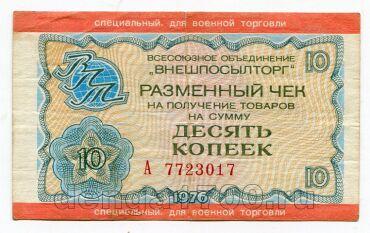 специальный. для военной торговли
ВСЕСОЮЗНОЕ ОБЪЕДИНЕНИЕ
„ВНЕШПОСЫЛТОРГ"
РАЗМЕННЫЙ ЧЕК
НА ПОЛУЧЕНИЕ ТОВАРОВ
НА СУММУ
ДЕСЯТЬ
КОПЕЕК
А 7723017
1976
ВПТ
10
10
10
специальный. для военной торговли